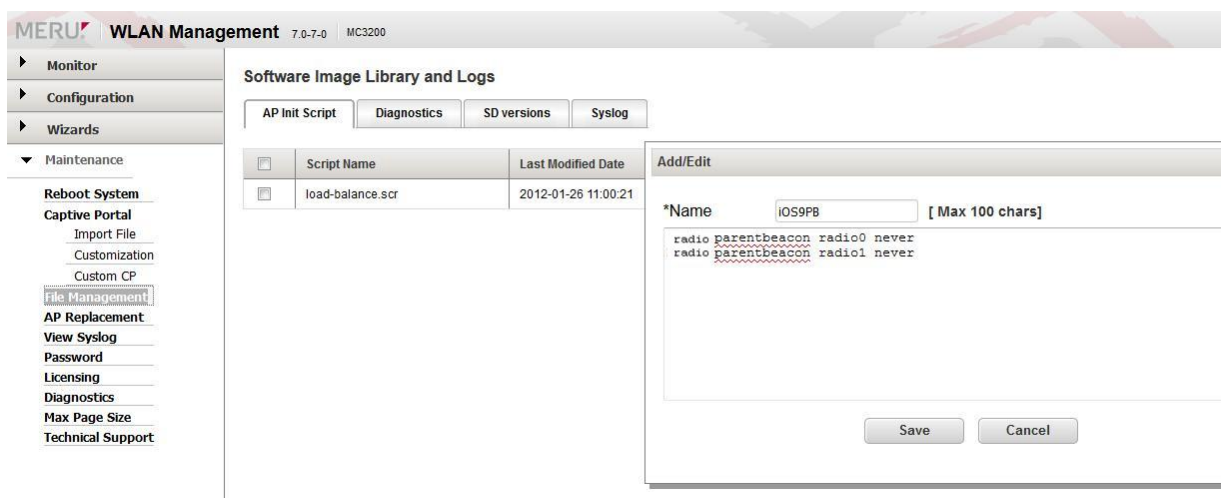 MERU WLAN Management 7.0-7-0 MC3200
Monitor
Configuration
Wizards
Maintenance
Reboot System
Captive Portal
Import File
Customization
Custom CP
File Management
AP Replacement
View Syslog
Password
Licensing
Diagnostics
Max Page Size
Technical Support
Software Image Library and Logs
AP Init Script Diagnostics SD versions Syslog
Script Name Last Modified Date
load-balance.scr 2012-01-26 11:00:21
Add/Edit
*Name iOS9PB [ Max 100 chars]
radio parentbeacon radio0 never
radio parentbeacon radio1 never
Save Cancel